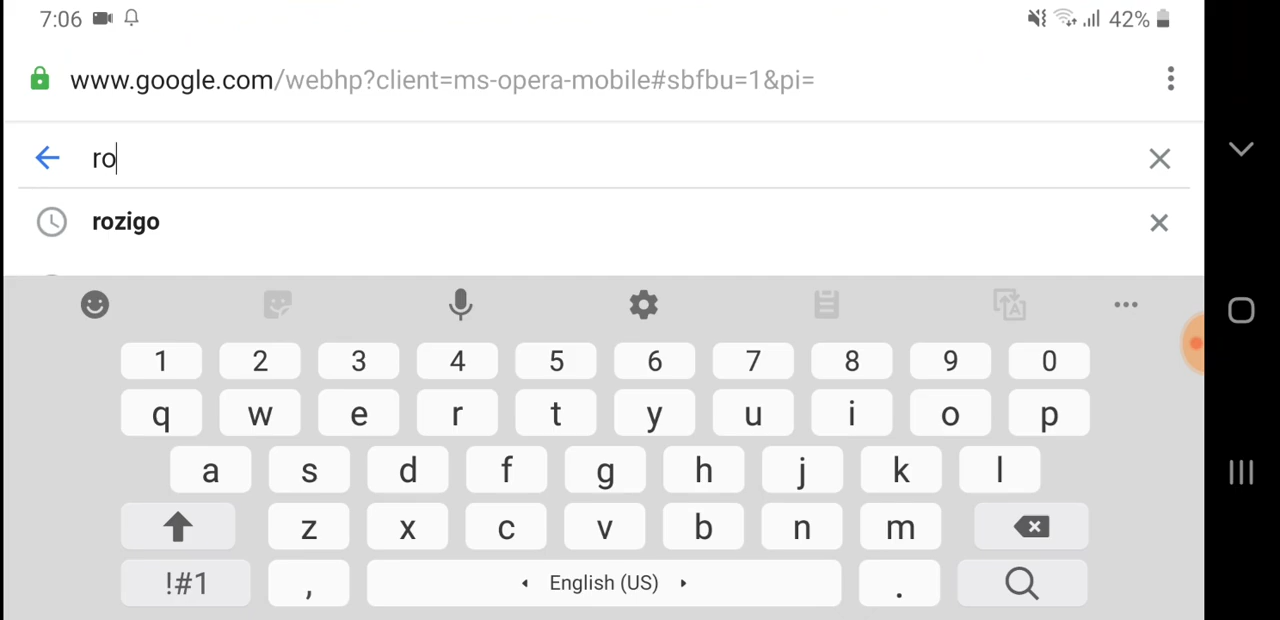 7:06 42%
www.google.com/webhp?client=ms-opera-mobile#sbfbu=1&pi=
ro
rozigo
1 2 3 4 5 6 7 8 9 0
q w e r t y u i o p
a s d f g h j k l
z x c v b n m
!#1 , English (US) .